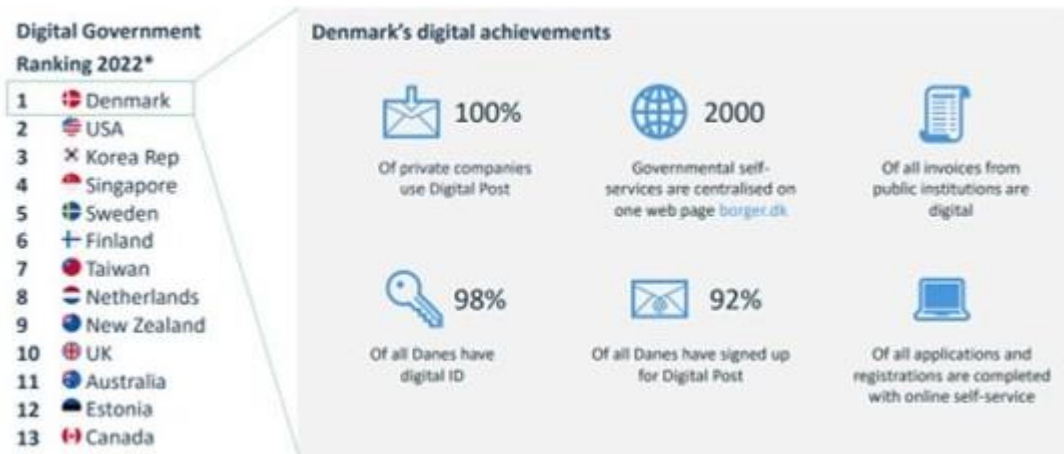 Digital Government
Ranking 2022*
1 Denmark
2 USA
3 Korea Rep
4 Singapore
5 Sweden
6 Finland
7 Taiwan
8 Netherlands
9 New Zealand
10 UK
11 Australia
12 Estonia
13 Canada
Denmark's digital achievements
100%
Of private companies
use Digital Post
2000
Governmental self-
services are centralised on
one web page borger.dk
Of all invoices from
public institutions are
digital
98%
Of all Danes have
digital ID
92%
Of all Danes have signed up
for Digital Post
Of all applications and
registrations are completed
with online self-service